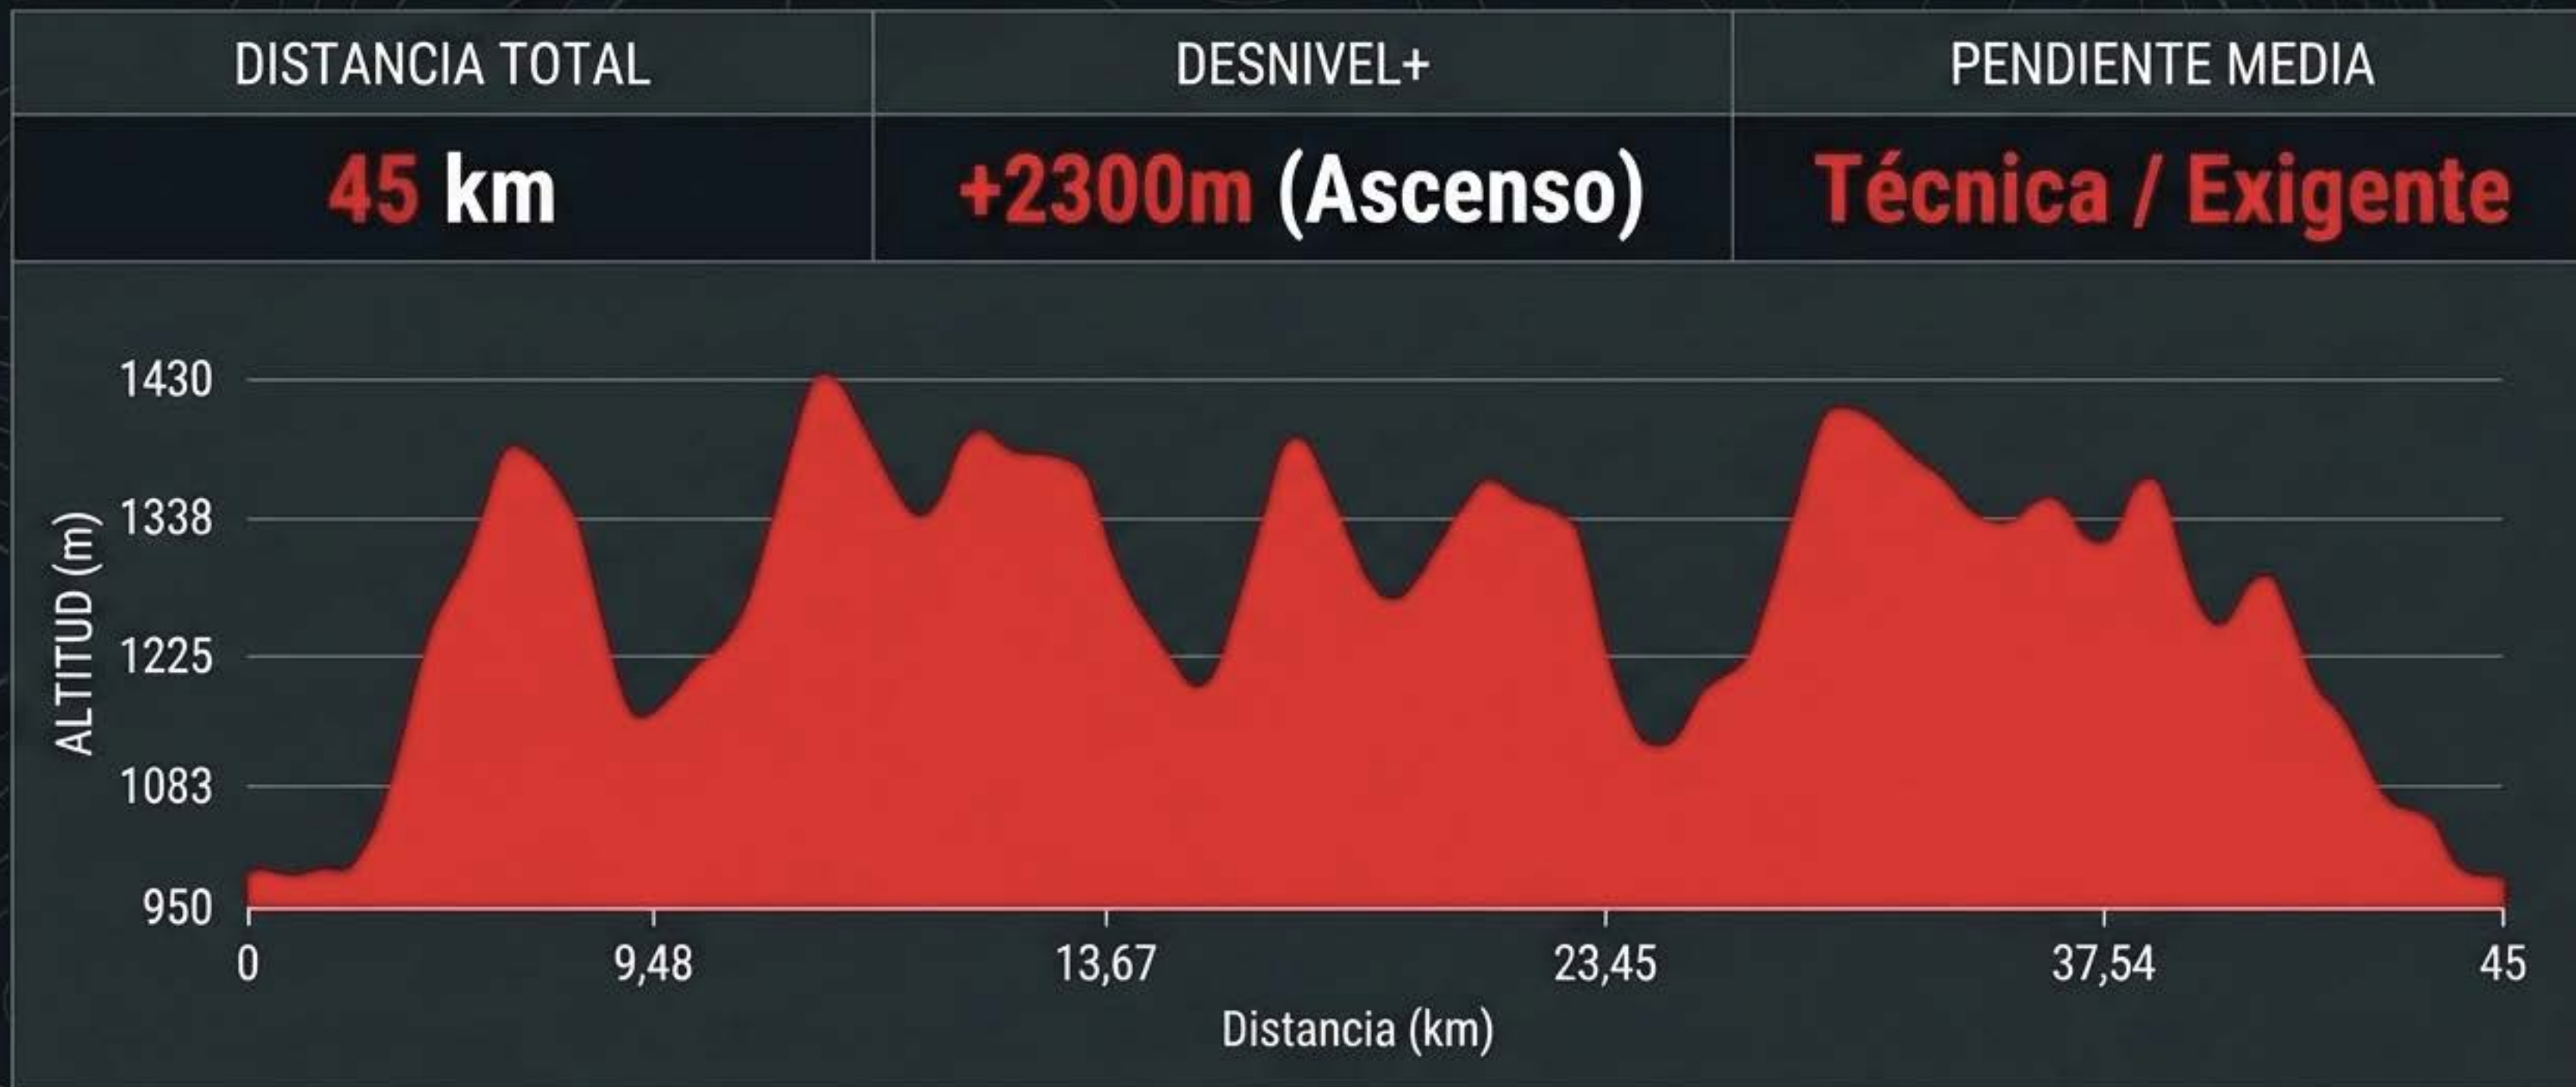 DISTANCIA TOTAL
DESNIVEL+
PENDIENTE MEDIA
45 km
+2300m (Ascenso)
Técnica / Exigente
ALTITUD (m)
1430
1338
1225
1083
950
0
9,48
13,67
23,45
37,54
45
Distancia (km)